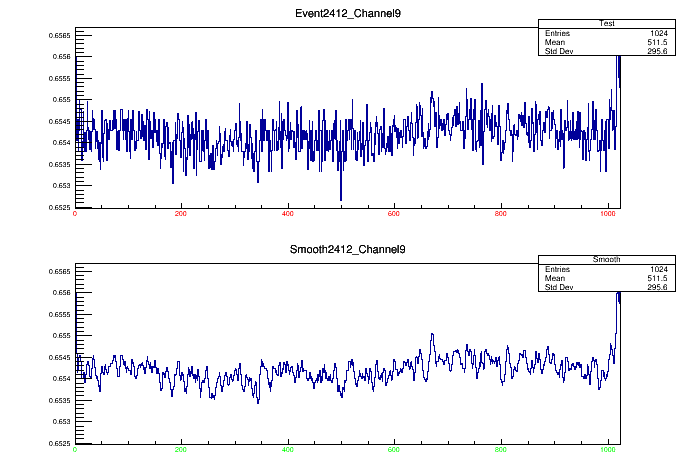 Event2412_Channel9
Test
Entries 1024
Mean 511.5
Std Dev 295.6
0.6565
0.656
0.6555
0.655
0.6545
0.654
0.6535
0.653
0.6525
0 200 400 600 800 1000
Smooth2412_Channel9
Smooth
Entries 1024
Mean 511.5
Std Dev 295.6
0.6565
0.656
0.6555
0.655
0.6545
0.654
0.6535
0.653
0.6525
0 200 400 600 800 1000